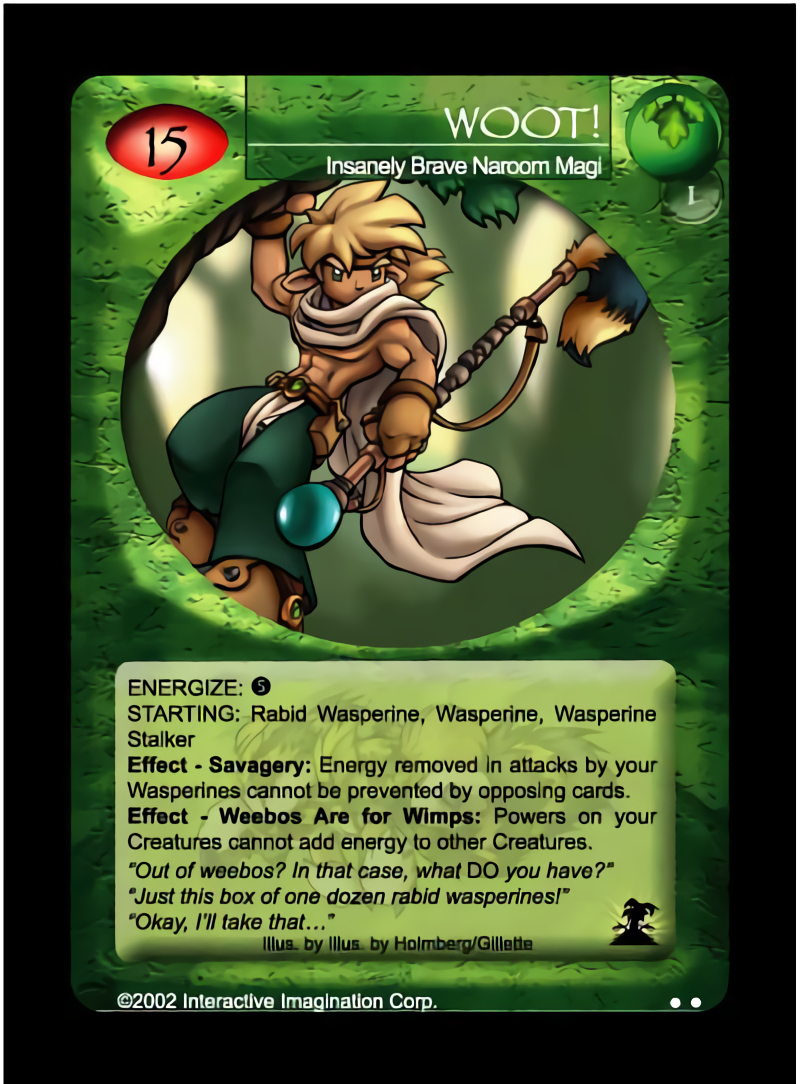 15
WOOT!
Insanely Brave Naroom Magi
I
ENERGIZE: ❺
STARTING: Rabid Wasperine, Wasperine, Wasperine
Stalker
Effect - Savagery: Energy removed in attacks by your
Wasperines cannot be prevented by opposing cards.
Effect - Weebos Are for Wimps: Powers on your
Creatures cannot add energy to other Creatures.
"Out of weebos? In that case, what DO you have?"
"Just this box of one dozen rabid wasperines!"
"Okay, I'll take that..."
Illus. by Illus. by Holmberg/Gillette
©2002 Interactive Imagination Corp.